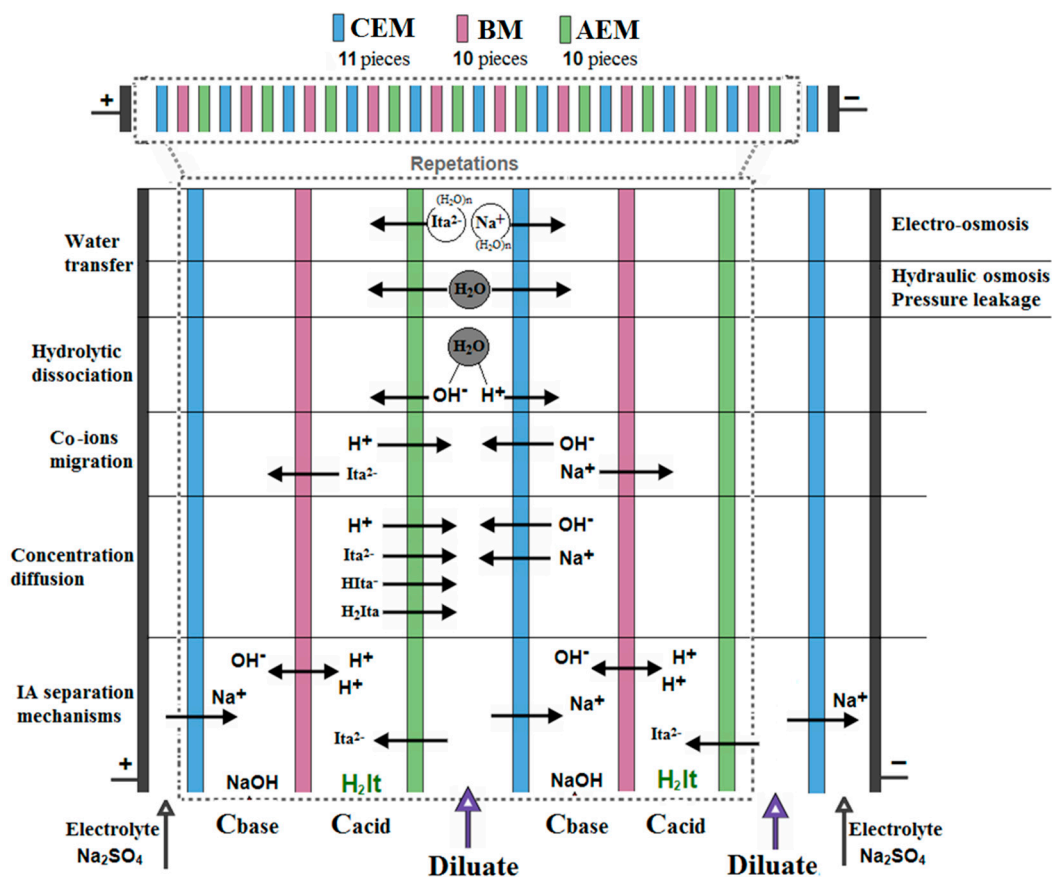 CEM BM AEM
11 pieces 10 pieces 10 pieces
+ −
Repetations
Water
transfer
(H₂O)n
Ita²⁻ Na⁺
(H₂O)n
Electro-osmosis
H₂O
Hydraulic osmosis
Pressure leakage
Hydrolytic
dissociation
H₂O
OH⁻ H⁺
Co-ions
migration
H⁺ OH⁻
Ita²⁻ Na⁺
Concentration
diffusion
H⁺ OH⁻
Ita²⁻ Na⁺
HIta⁻
H₂Ita
IA separation
mechanisms
OH⁻ H⁺ OH⁻ H⁺
H⁺ H⁺
Na⁺ Na⁺ Na⁺
Ita²⁻ Ita²⁻
+ −
NaOH H₂It NaOH H₂It
Cbase Cacid Cbase Cacid
Electrolyte
Na₂SO₄
Diluate Diluate
Electrolyte
Na₂SO₄